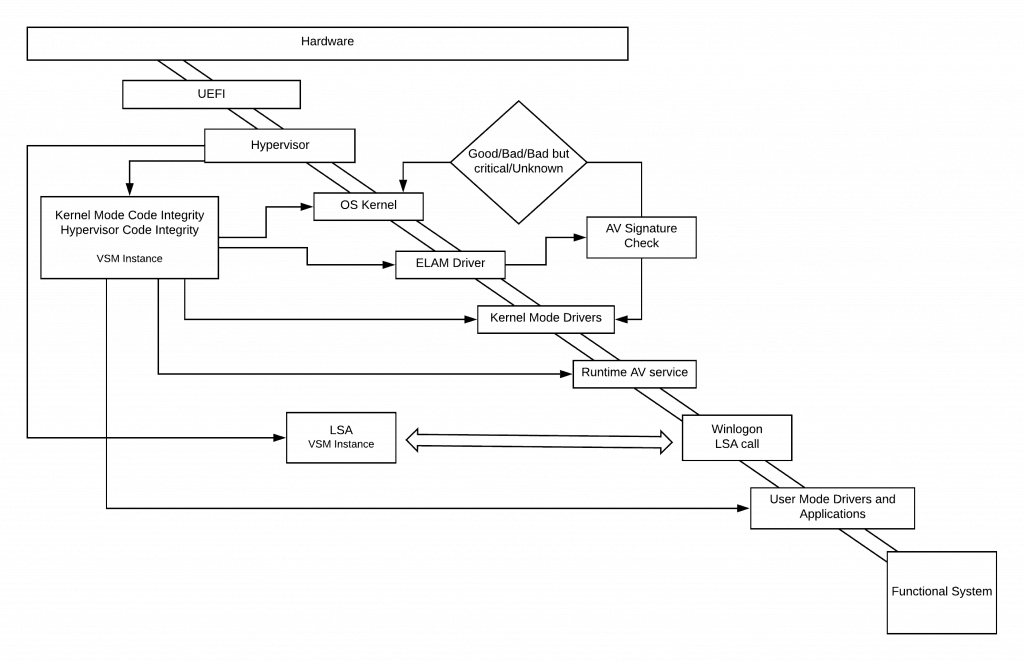 Hardware
UEFI
Hypervisor
Good/Bad/Bad but
critical/Unknown
Kernel Mode Code Integrity
Hypervisor Code Integrity
VSM Instance
OS Kernel
AV Signature
Check
ELAM Driver
Kernel Mode Drivers
Runtime AV service
LSA
VSM Instance
Winlogon
LSA call
User Mode Drivers and
Applications
Functional System